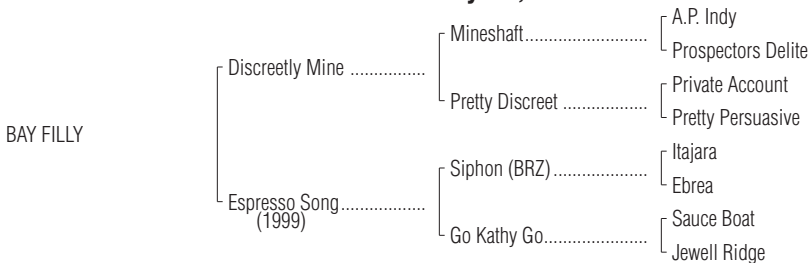 A.P. Indy
Mineshaft
Prospectors Delite
Discreetly Mine
Private Account
Pretty Discreet
Pretty Persuasive
BAY FILLY
Itajara
Siphon (BRZ)
Ebrea
Espresso Song
(1999)
Sauce Boat
Go Kathy Go
Jewell Ridge